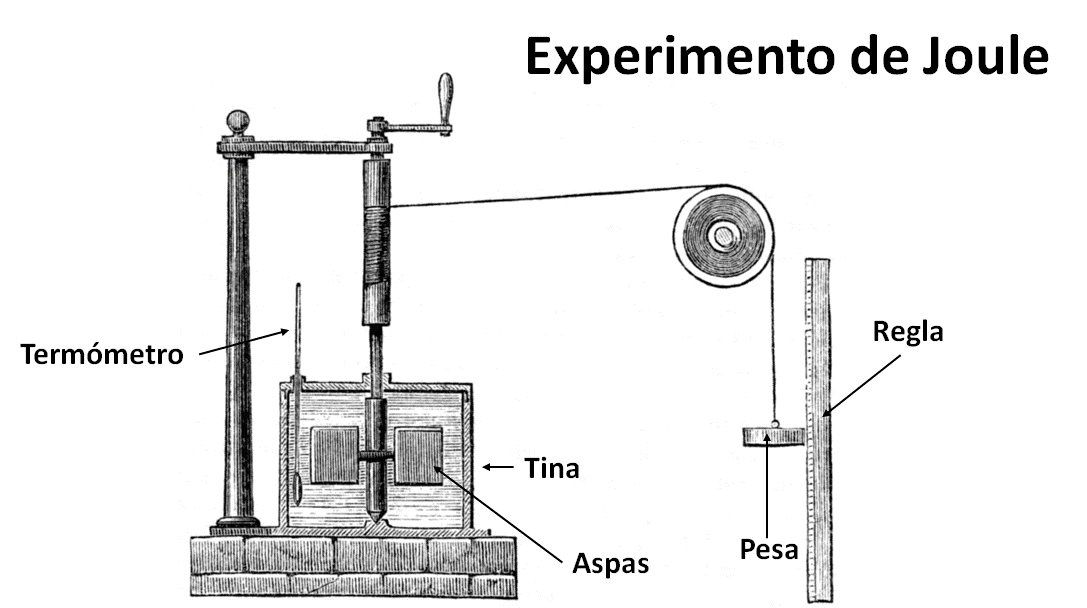 Experimento de Joule
Regla
Termómetro
Tina
Pesa
Aspas